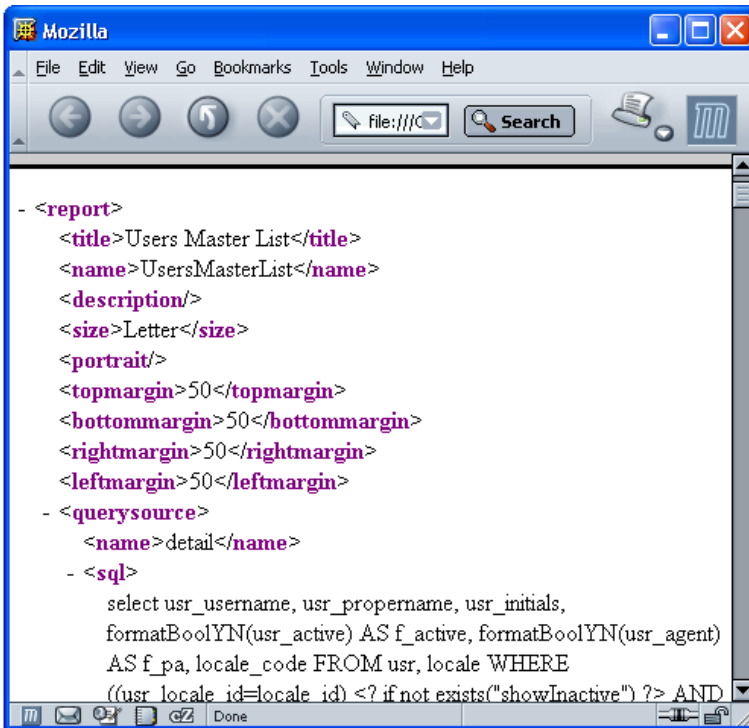 Mozilla
File Edit View Go Bookmarks Tools Window Help
file:///C Search
- <report>
<title>Users Master List</title>
<name>UsersMasterList</name>
<description/>
<size>Letter</size>
<portrait/>
<topmargin>50</topmargin>
<bottommargin>50</bottommargin>
<rightmargin>50</rightmargin>
<leftmargin>50</leftmargin>
- <querysource>
<name>detail</name>
- <sql>
select usr_username, usr_propername, usr_initials,
formatBoolYN(usr_active) AS f_active, formatBoolYN(usr_agent)
AS f_pa, locale_code FROM usr, locale WHERE
((usr_locale_id=locale_id) <? if not exists("showInactive") ?> AND
Done